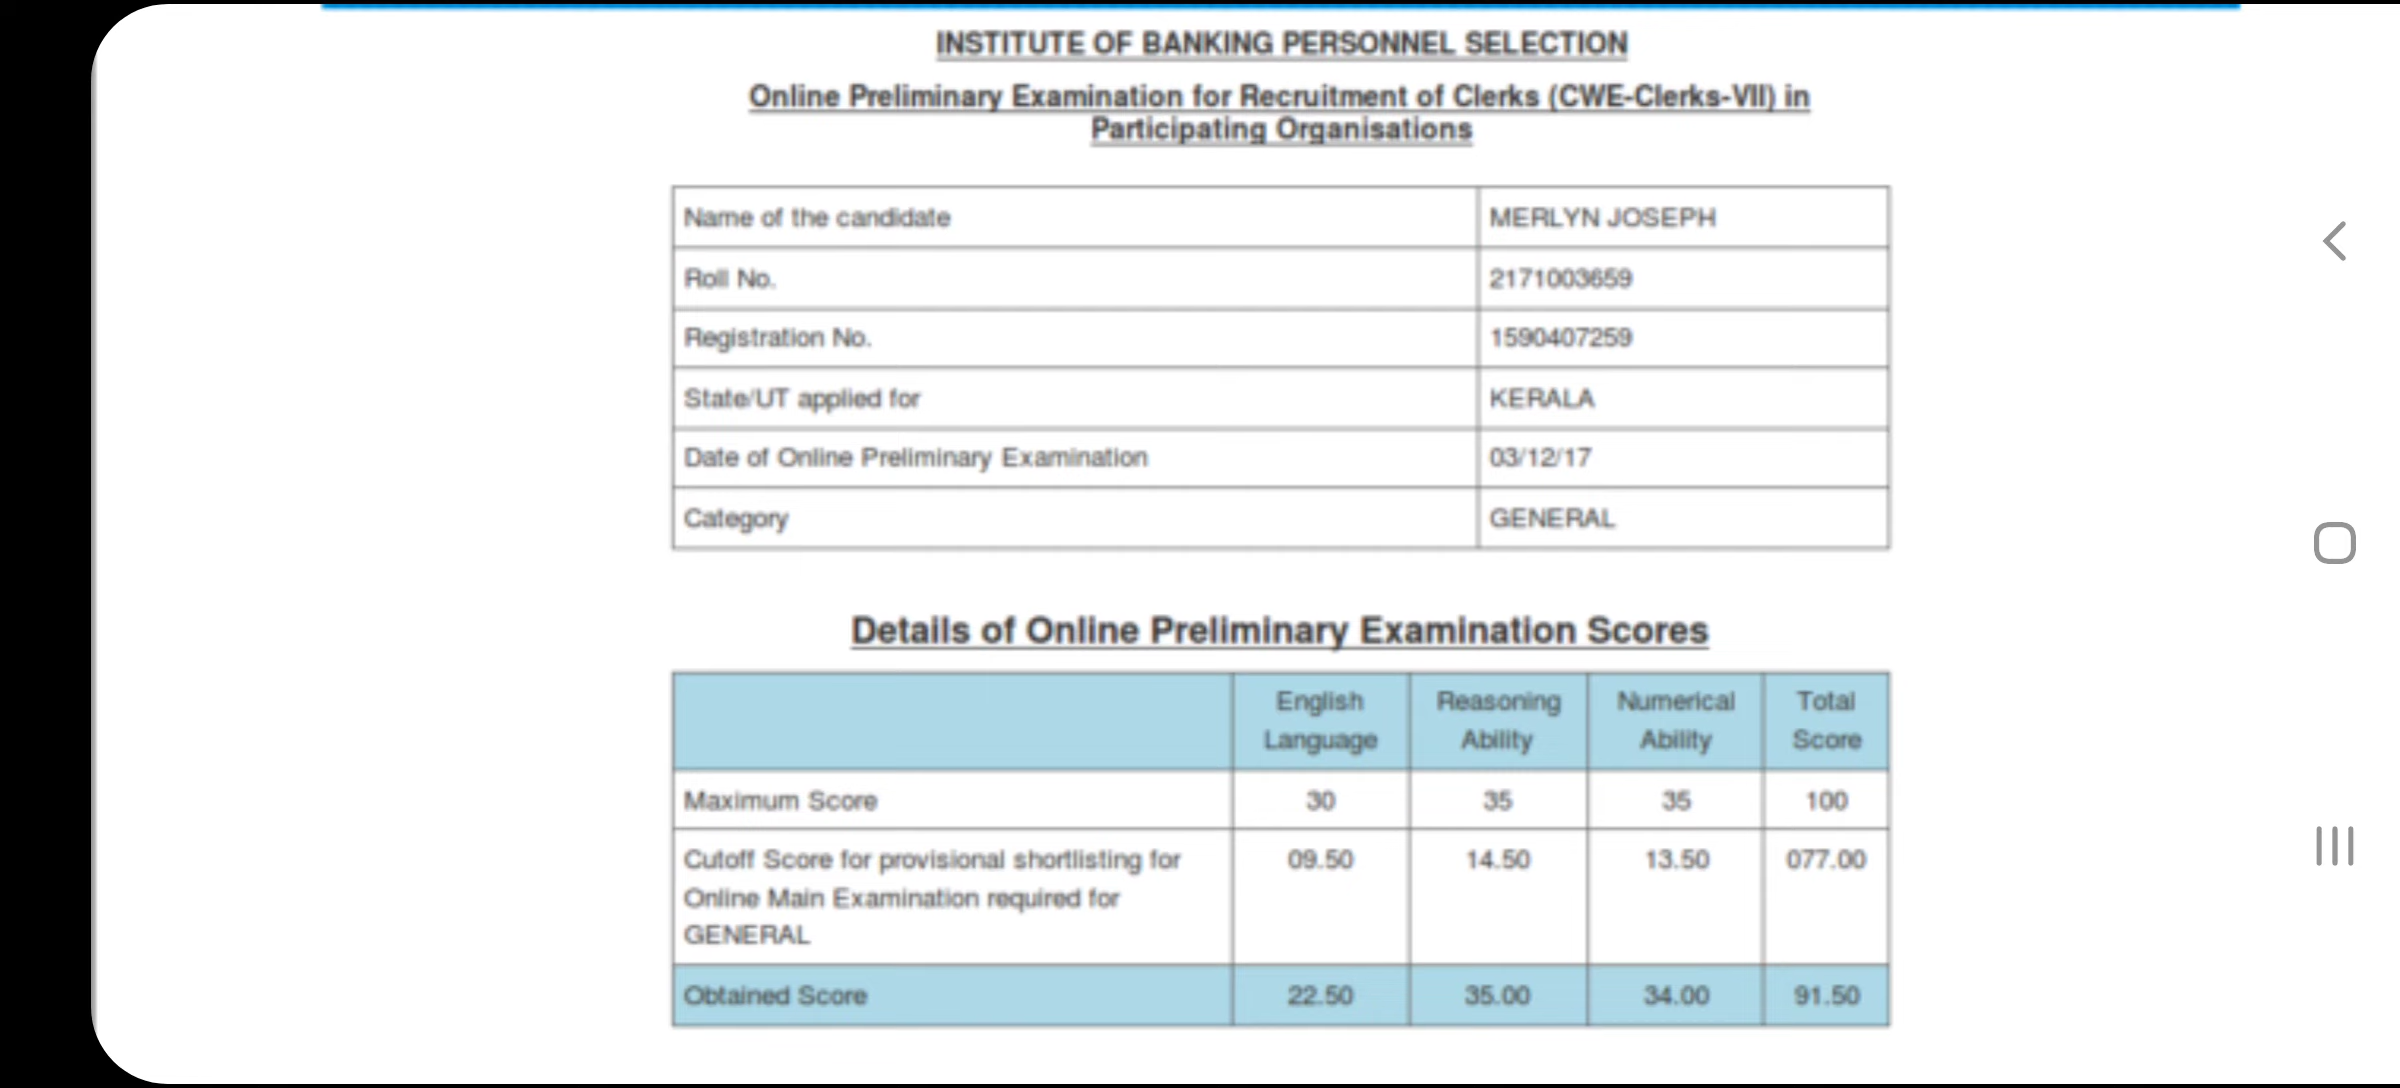 INSTITUTE OF BANKING PERSONNEL SELECTION
Online Preliminary Examination for Recruitment of Clerks (CWE-Clerks-VII) in
Participating Organisations
Name of the candidate MERLYN JOSEPH
Roll No. 2171003659
Registration No. 1590407259
State/UT applied for KERALA
Date of Online Preliminary Examination 03/12/17
Category GENERAL
Details of Online Preliminary Examination Scores
English Reasoning Numerical Total
Language Ability Ability Score
Maximum Score 30 35 35 100
Cutoff Score for provisional shortlisting for 09.50 14.50 13.50 077.00
Online Main Examination required for
GENERAL
Obtained Score 22.50 35.00 34.00 91.50